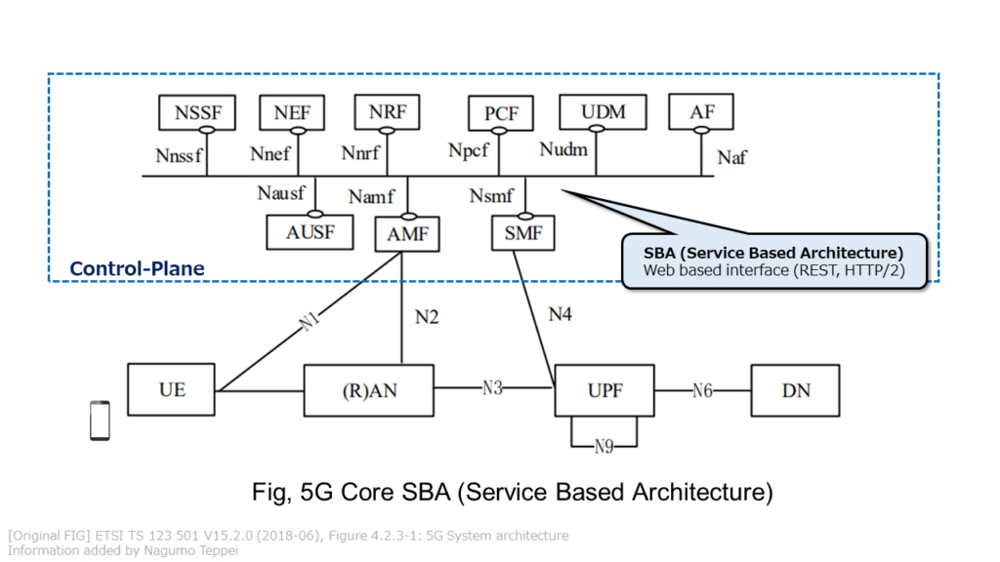 NSSF NEF NRF PCF UDM AF
Nnssf Nnef Nnrf Npcf Nudm Naf
Nausf Namf Nsmf
AUSF AMF SMF
SBA (Service Based Architecture)
Web based interface (REST, HTTP/2)
Control-Plane
N1 N2 N4
UE (R)AN N3 UPF N6 DN
N9
Fig, 5G Core SBA (Service Based Architecture)
[Original FIG] ETSI TS 123 501 V15.2.0 (2018-06), Figure 4.2.3-1: 5G System architecture
Information added by Nagumo Teppei